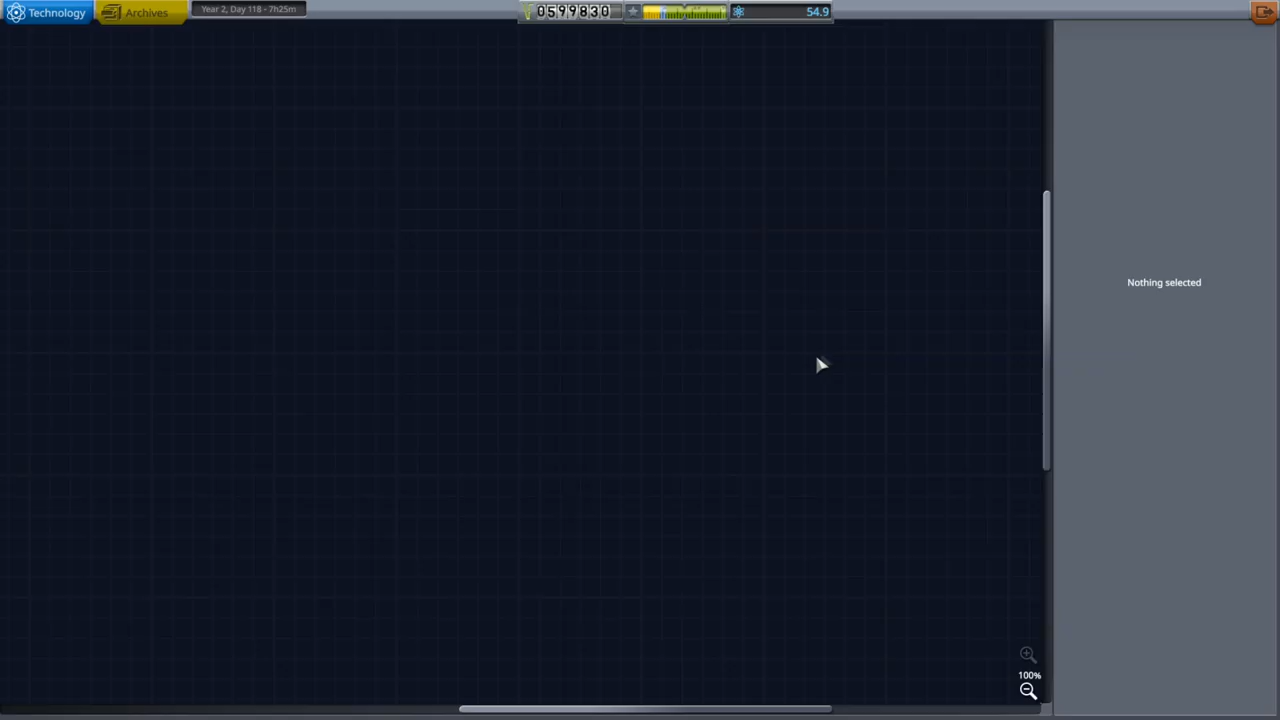 Technology
Archives
Year 2, Day 118 - 7h25m
0599830
54.9
Nothing selected
100%